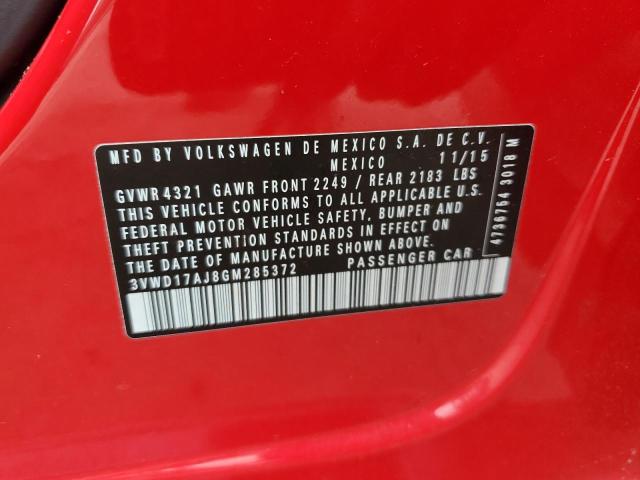 MFD BY VOLKSWAGEN DE MEXICO S.A. DE C.V.
MEXICO 11/15
GVWR 4321 GAWR FRONT 2249 / REAR 2183 LBS
THIS VEHICLE CONFORMS TO ALL APPLICABLE U.S.
FEDERAL MOTOR VEHICLE SAFETY, BUMPER AND
THEFT PREVENTION STANDARDS IN EFFECT ON
THE DATE OF MANUFACTURE SHOWN ABOVE.
3VWD17AJ8GM285372 PASSENGER CAR
4736754 3018 M